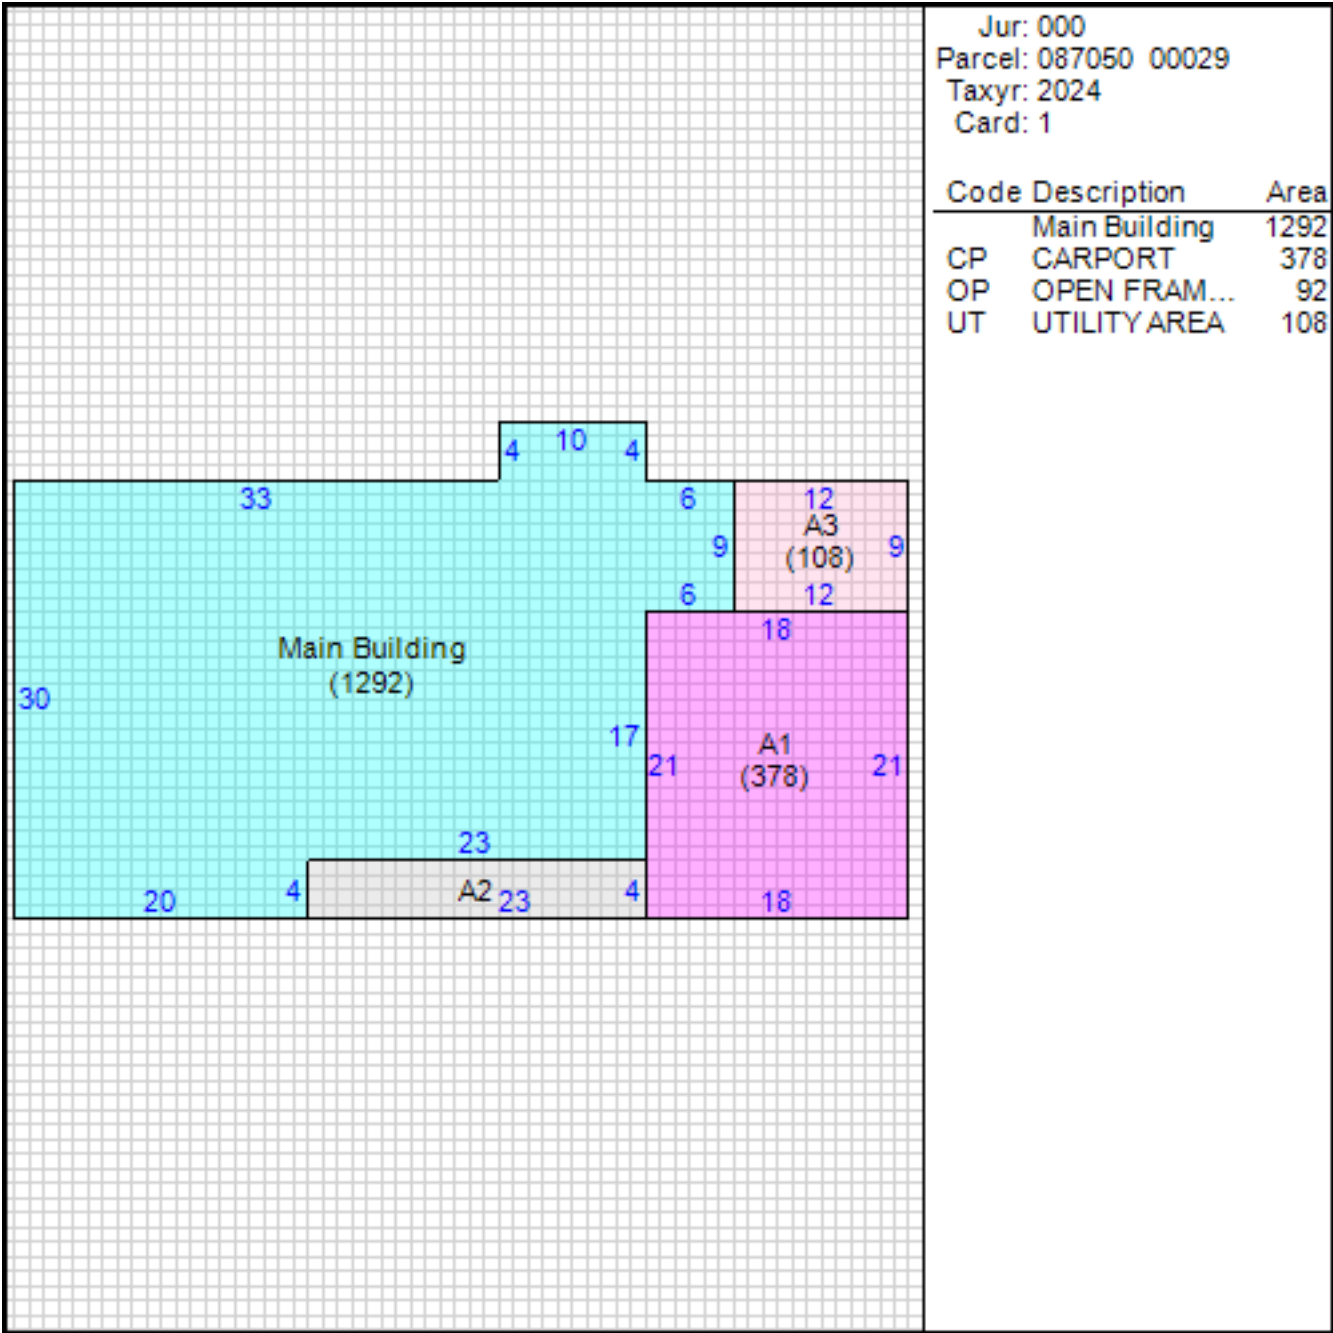 Jur: 000
Parcel: 087050 00029
Taxyr: 2024
Card: 1
Code Description Area
Main Building 1292
CP CARPORT 378
OP OPEN FRAM... 92
UT UTILITY AREA 108
4 10 4
33 6 12
A3
9 (108) 9
6 12
18
Main Building
(1292)
30
17
A1
21 (378) 21
23
20 4 A2 23 4 18